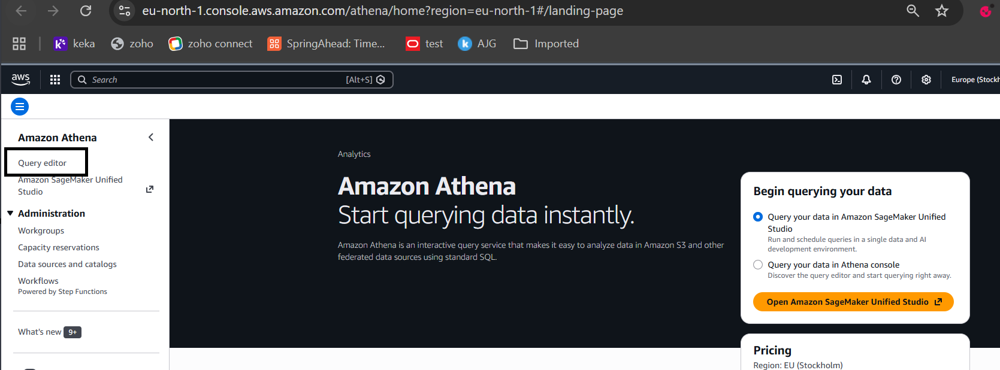 eu-north-1.console.aws.amazon.com/athena/home?region=eu-north-1#/landing-page
keka
zoho
zoho connect
SpringAhead: Time...
test
AJG
Imported
aws
Search
[Alt+S]
Europe (Stockh
Amazon Athena
Query editor
Amazon SageMaker Unified
Studio
Administration
Workgroups
Capacity reservations
Data sources and catalogs
Workflows
Powered by Step Functions
What's new 9+
Analytics
Amazon Athena
Start querying data instantly.
Amazon Athena is an interactive query service that makes it easy to analyze data in Amazon S3 and other
federated data sources using standard SQL.
Begin querying your data
Query your data in Amazon SageMaker Unified
Studio
Run and schedule queries in a single data and AI
development environment.
Query your data in Athena console
Discover the query editor and start querying right away.
Open Amazon SageMaker Unified Studio
Pricing
Region: EU (Stockholm)